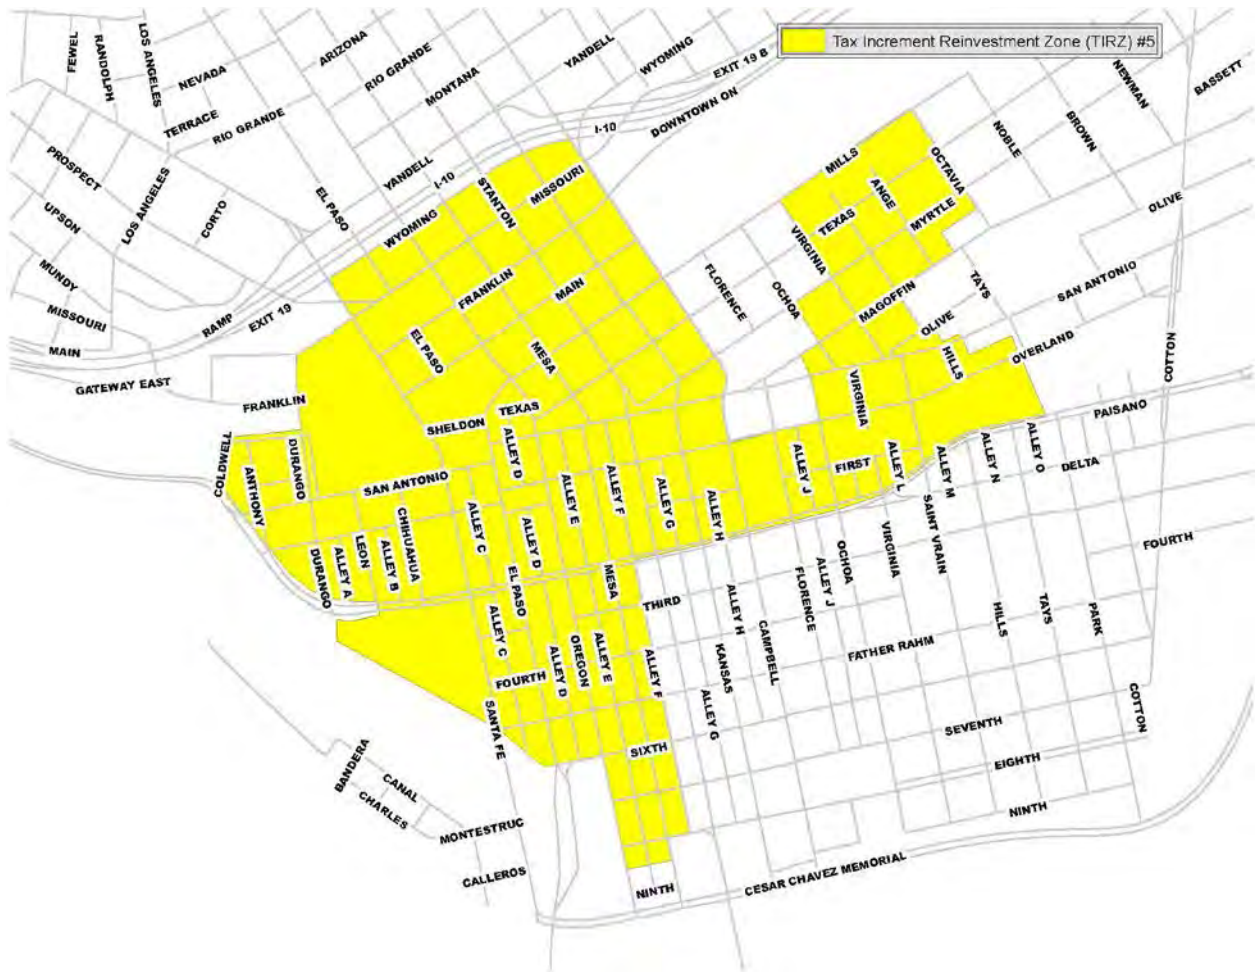 Tax Increment Reinvestment Zone (TIRZ) #5
FEWEL
RANDOLPH
LOS ANGELES
NEVADA
ARIZONA
RIO GRANDE
MONTANA
YANDELL
WYOMING
EXIT 19 B
DOWNTOWN ON
I-10
NEWMAN
BASSETT
TERRACE
RIO GRANDE
PROSPECT
UPSON
MUNDY
MISSOURI
MAIN
LOS ANGELES
CORTO
EL PASO
YANDELL
I-10
WYOMING
STANTON
MISSOURI
MILLS
OCTAVIA
NOBLE
BROWN
ANGE
TEXAS
MYRTLE
VIRGINIA
OLIVE
RAMP
EXIT 19
GATEWAY EAST
FRANKLIN
FRANKLIN
MAIN
EL PASO
MESA
FLORENCE
OCHOA
MAGOFFIN
TAYS
SAN ANTONIO
OLIVE
OVERLAND
HILLS
COTTON
SHELDON
TEXAS
COLDWELL
DURANGO
ANTHONY
SAN ANTONIO
ALLEY D
ALLEY E
ALLEY F
ALLEY G
ALLEY H
ALLEY J
VIRGINIA
FIRST
ALLEY L
ALLEY M
ALLEY N
ALLEY O
PAISANO
DELTA
SAINT VRAIN
DURANGO
ALLEY A
LEON
ALLEY B
CHIHUAHUA
ALLEY C
ALLEY D
EL PASO
MESA
THIRD
ALLEY H
CAMPBELL
FLORENCE
ALLEY J
OCHOA
VIRGINIA
FOURTH
HILLS
TAYS
PARK
ALLEY C
FOURTH
ALLEY D
OREGON
ALLEY E
ALLEY F
KANSAS
ALLEY G
FATHER RAHM
COTTON
SANTA FE
SIXTH
SEVENTH
EIGHTH
NINTH
BANDERA
CANAL
CHARLES
MONTESTRUC
CALLEROS
NINTH
CESAR CHAVEZ MEMORIAL